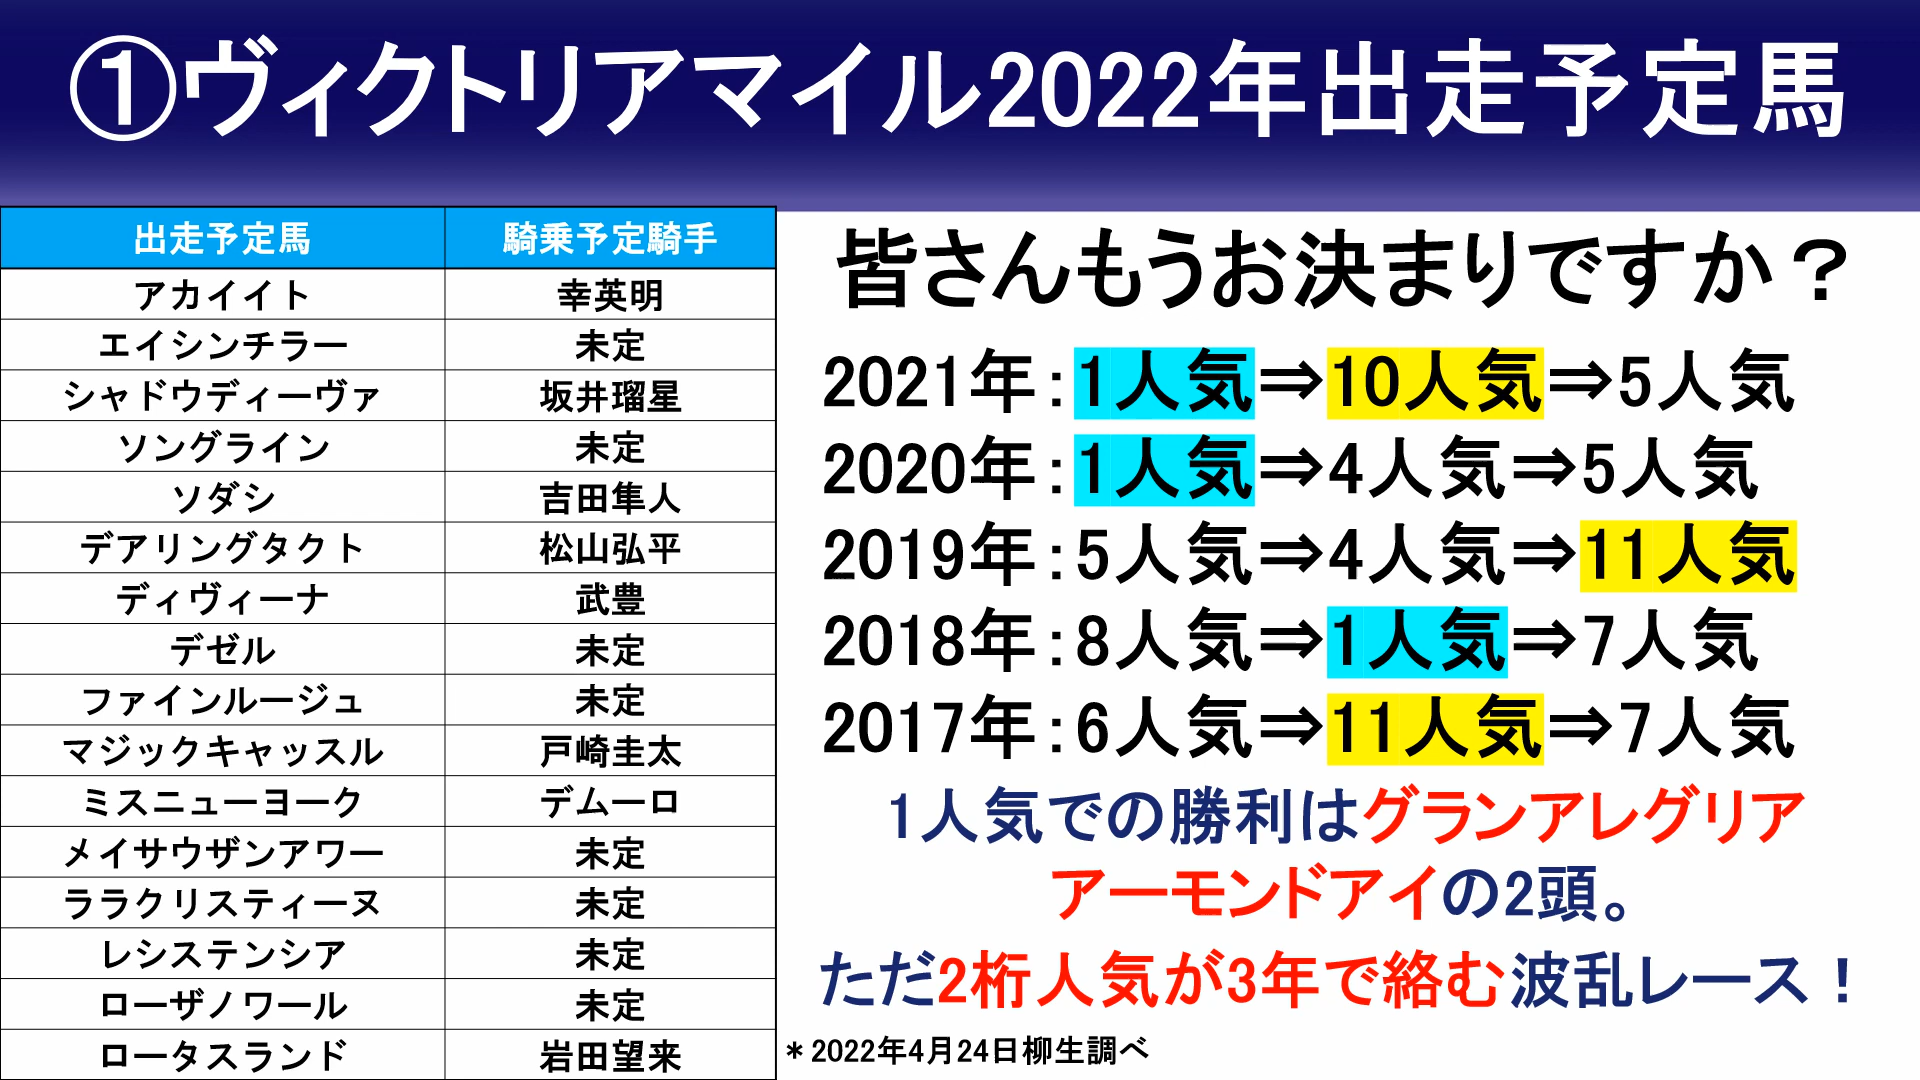 ①ヴィクトリアマイル2022年出走予定馬
出走予定馬 騎乗予定騎手
アカイイト 幸英明
エイシンチラー 未定
シャドウディーヴァ 坂井瑠星
ソングライン 未定
ソダシ 吉田隼人
デアリングタクト 松山弘平
ディヴィーナ 武豊
デゼル 未定
ファインルージュ 未定
マジックキャッスル 戸崎圭太
ミスニューヨーク デムーロ
メイサウザンアワー 未定
ララクリスティーヌ 未定
レシステンシア 未定
ローザノワール 未定
ロータスランド 岩田望来
皆さんもうお決まりですか？
2021年：1人気⇒10人気⇒5人気
2020年：1人気⇒4人気⇒5人気
2019年：5人気⇒4人気⇒11人気
2018年：8人気⇒1人気⇒7人気
2017年：6人気⇒11人気⇒7人気
1人気での勝利はグランアレグリア
アーモンドアイの2頭。
ただ2桁人気が3年で絡む波乱レース！
＊2022年4月24日柳生調べ